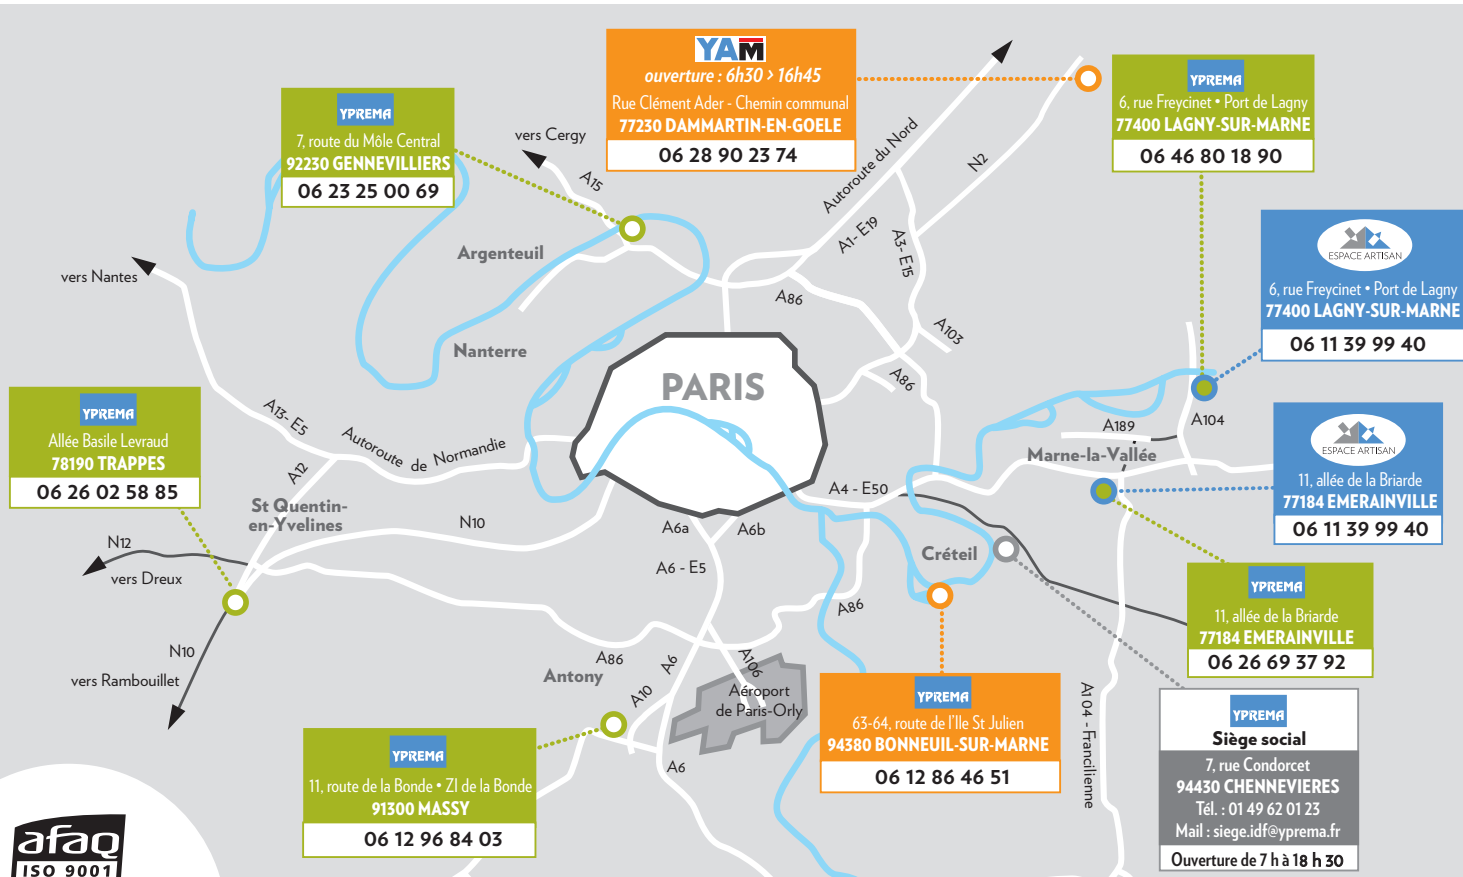 YAM
ouverture : 6h30 > 16h45
Rue Clément Ader - Chemin communal
77230 DAMMARTIN-EN-GOELE
06 28 90 23 74
YPREMA
6, rue Freycinet • Port de Lagny
77400 LAGNY-SUR-MARNE
06 46 80 18 90
YPREMA
7, route du Môle Central
92230 GENNEVILLIERS
06 23 25 00 69
vers Cergy
A15
Autoroute du Nord
N2
A1- E19
A3- E15
Argenteuil
vers Nantes
A86
ESPACE ARTISAN
6, rue Freycinet • Port de Lagny
77400 LAGNY-SUR-MARNE
06 11 39 99 40
Nanterre
A103
A86
PARIS
YPREMA
Allée Basile Levraud
78190 TRAPPES
06 26 02 58 85
A13- E5
Autoroute de Normandie
A12
A189
A104
Marne-la-Vallée
ESPACE ARTISAN
11, allée de la Briarde
77184 EMERAINVILLE
06 11 39 99 40
St Quentin-
en-Yvelines
N10
A4 - E50
A6a
A6b
N12
vers Dreux
A6 - E5
Créteil
A86
YPREMA
11, allée de la Briarde
77184 EMERAINVILLE
06 26 69 37 92
N10
vers Rambouillet
A86
A6
A106
Antony
A10
Aéroport
de Paris-Orly
A6
A104 - Francilienne
YPREMA
63-64, route de l'Ile St Julien
94380 BONNEUIL-SUR-MARNE
06 12 86 46 51
YPREMA
Siège social
7, rue Condorcet
94430 CHENNEVIERES
Tél. : 01 49 62 01 23
Mail : siege.idf@yprema.fr
Ouverture de 7 h à 18 h 30
YPREMA
11, route de la Bonde • ZI de la Bonde
91300 MASSY
06 12 96 84 03
afaq
ISO 9001